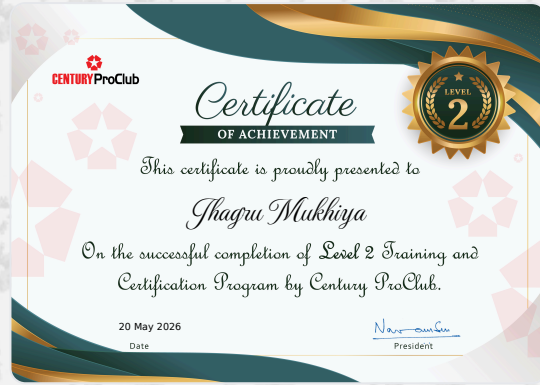 CENTURY ProClub
Certificate
OF ACHIEVEMENT
LEVEL
2
This certificate is proudly presented to
Jhagru Mukhiya
On the successful completion of Level 2 Training and
Certification Program by Century ProClub.
20 May 2026
Date
President